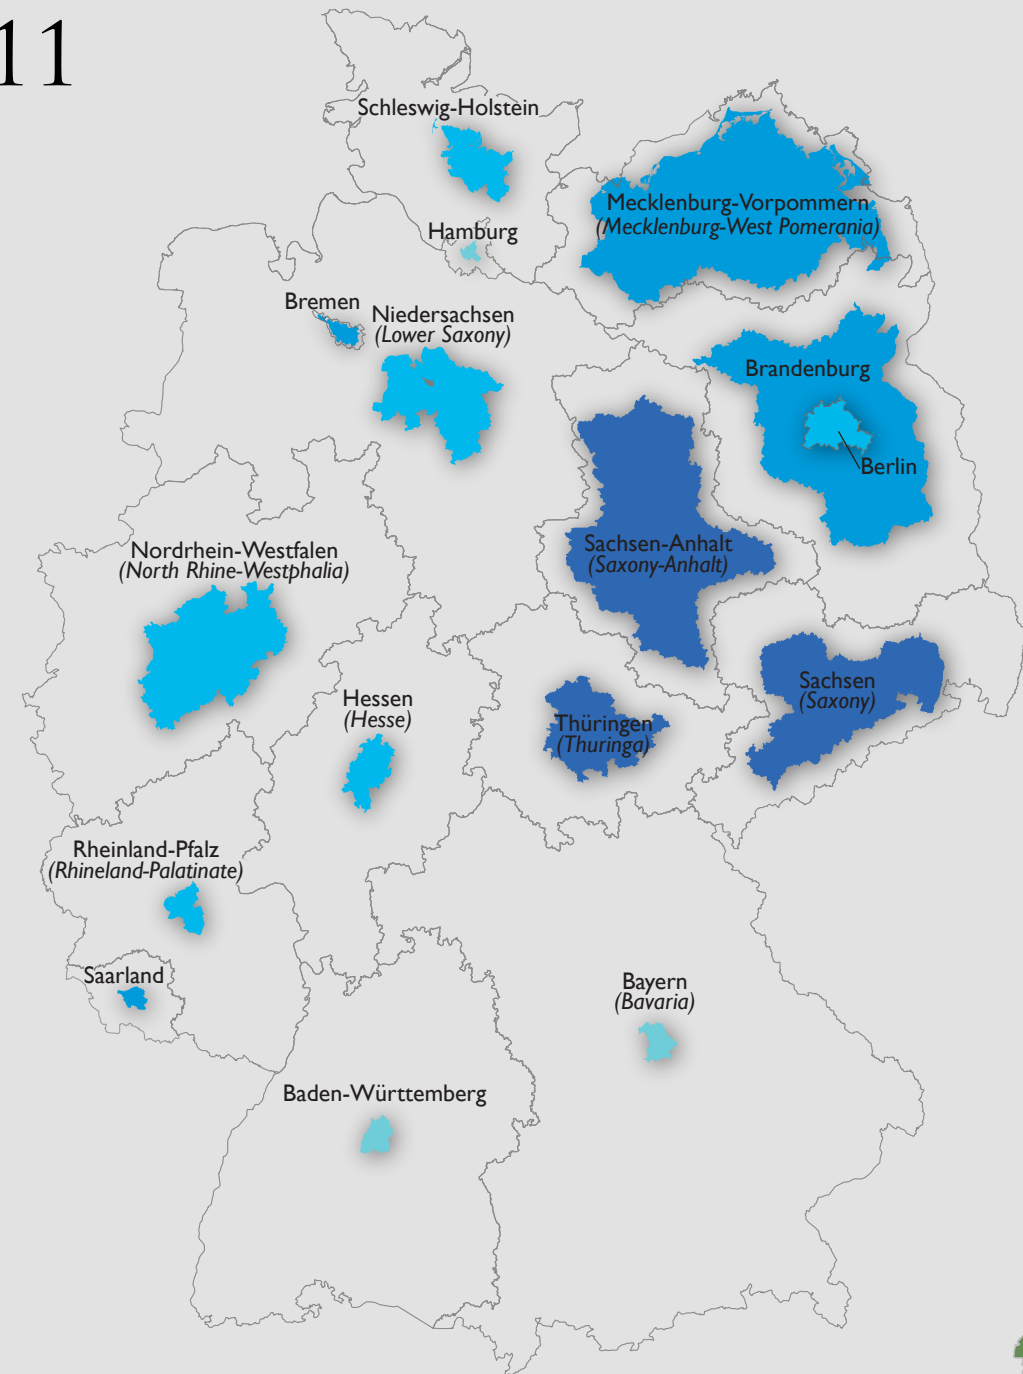 11
Schleswig-Holstein
Mecklenburg-Vorpommern
(Mecklenburg-West Pomerania)
Hamburg
Bremen
Niedersachsen
(Lower Saxony)
Brandenburg
Berlin
Nordrhein-Westfalen
(North Rhine-Westphalia)
Sachsen-Anhalt
(Saxony-Anhalt)
Hessen
(Hesse)
Thüringen
(Thuringa)
Sachsen
(Saxony)
Rheinland-Pfalz
(Rhineland-Palatinate)
Saarland
Bayern
(Bavaria)
Baden-Württemberg